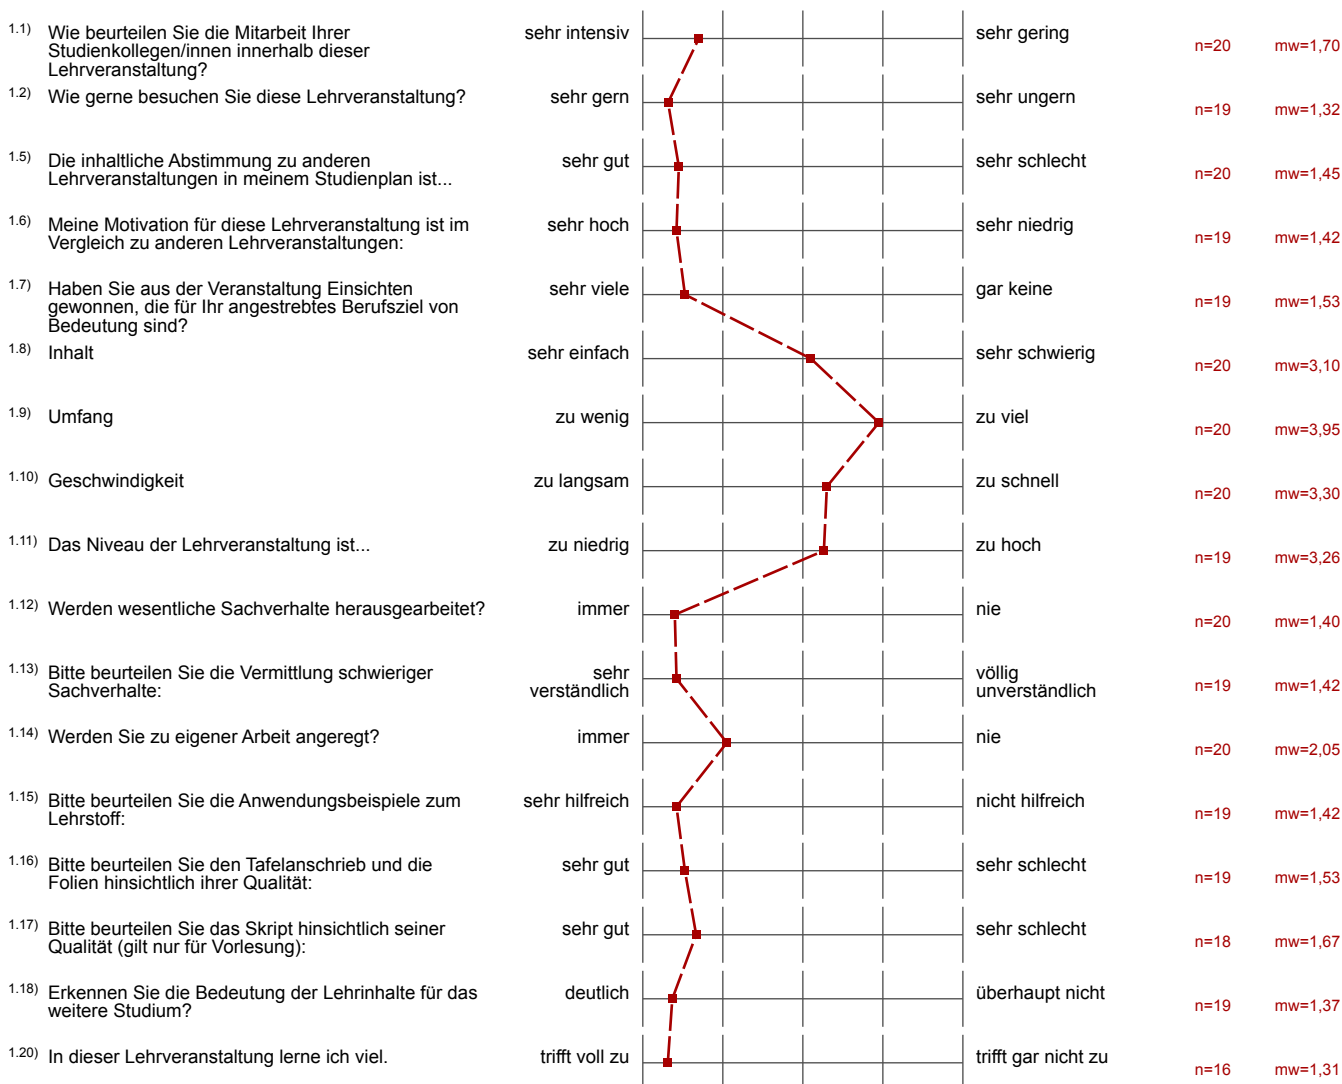 1.1) Wie beurteilen Sie die Mitarbeit Ihrer sehr intensiv sehr gering n=20 mw=1,70
Studienkollegen/innen innerhalb dieser
Lehrveranstaltung?
1.2) Wie gerne besuchen Sie diese Lehrveranstaltung? sehr gern sehr ungern n=19 mw=1,32
1.5) Die inhaltliche Abstimmung zu anderen sehr gut sehr schlecht n=20 mw=1,45
Lehrveranstaltungen in meinem Studienplan ist...
1.6) Meine Motivation für diese Lehrveranstaltung ist im sehr hoch sehr niedrig n=19 mw=1,42
Vergleich zu anderen Lehrveranstaltungen:
1.7) Haben Sie aus der Veranstaltung Einsichten sehr viele gar keine n=19 mw=1,53
gewonnen, die für Ihr angestrebtes Berufsziel von
Bedeutung sind?
1.8) Inhalt sehr einfach sehr schwierig n=20 mw=3,10
1.9) Umfang zu wenig zu viel n=20 mw=3,95
1.10) Geschwindigkeit zu langsam zu schnell n=20 mw=3,30
1.11) Das Niveau der Lehrveranstaltung ist... zu niedrig zu hoch n=19 mw=3,26
1.12) Werden wesentliche Sachverhalte herausgearbeitet? immer nie n=20 mw=1,40
1.13) Bitte beurteilen Sie die Vermittlung schwieriger sehr völlig n=19 mw=1,42
Sachverhalte: verständlich unverständlich
1.14) Werden Sie zu eigener Arbeit angeregt? immer nie n=20 mw=2,05
1.15) Bitte beurteilen Sie die Anwendungsbeispiele zum sehr hilfreich nicht hilfreich n=19 mw=1,42
Lehrstoff:
1.16) Bitte beurteilen Sie den Tafelanschrieb und die sehr gut sehr schlecht n=19 mw=1,53
Folien hinsichtlich ihrer Qualität:
1.17) Bitte beurteilen Sie das Skript hinsichtlich seiner sehr gut sehr schlecht n=18 mw=1,67
Qualität (gilt nur für Vorlesung):
1.18) Erkennen Sie die Bedeutung der Lehrinhalte für das deutlich überhaupt nicht n=19 mw=1,37
weitere Studium?
1.20) In dieser Lehrveranstaltung lerne ich viel. trifft voll zu trifft gar nicht zu n=16 mw=1,31